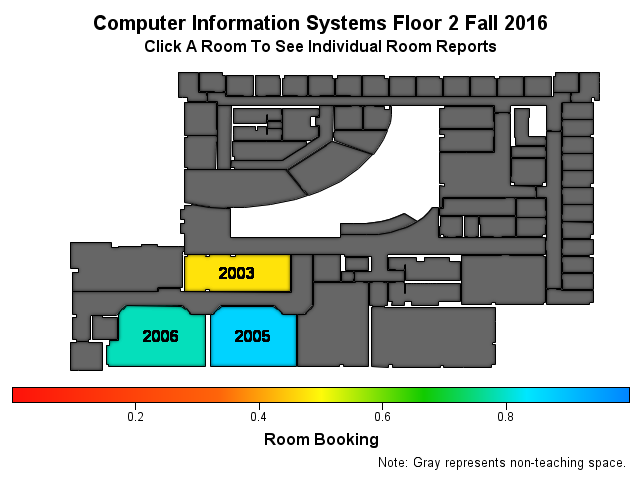 Computer Information Systems Floor 2 Fall 2016
Click A Room To See Individual Room Reports
2003
2006
2005
0.2
0.4
0.6
0.8
Room Booking
Note: Gray represents non-teaching space.